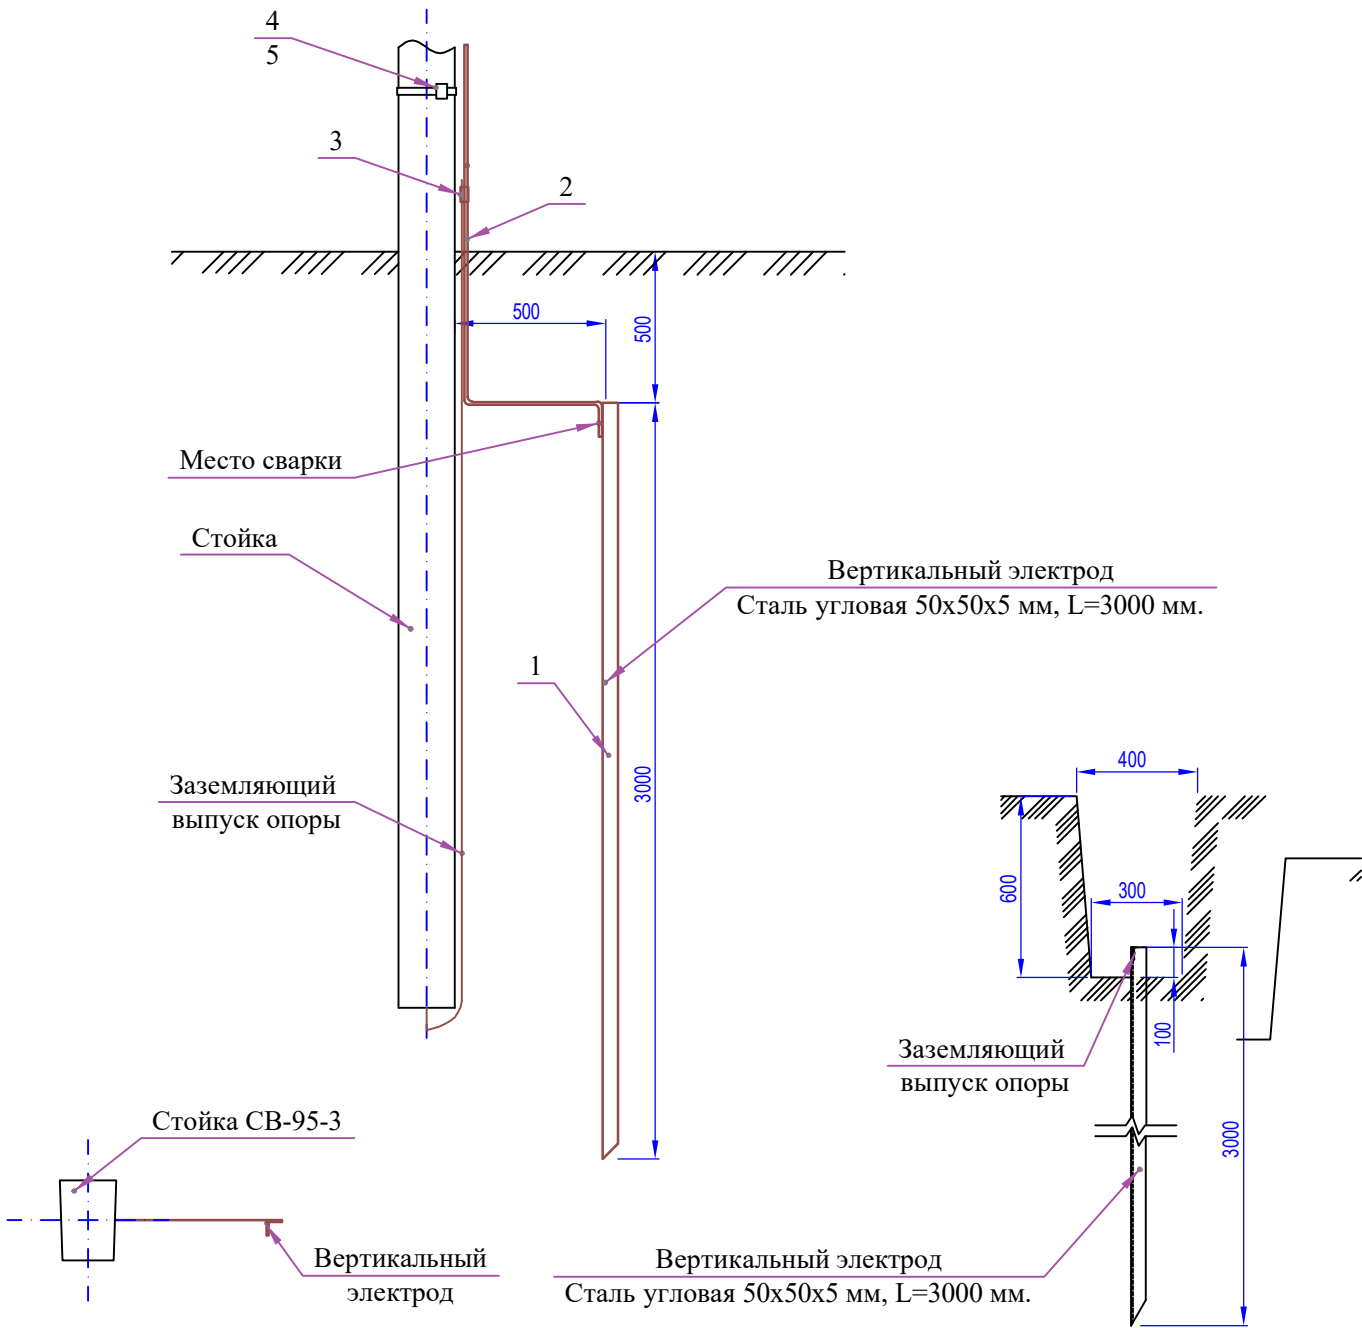 4
5
3
2
500
500
Место сварки
Стойка
Вертикальный электрод
Сталь угловая 50х50х5 мм, L=3000 мм.
1
3000
Заземляющий
выпуск опоры
400
600
300
100
Заземляющий
выпуск опоры
3000
Стойка СВ-95-3
Вертикальный
электрод
Вертикальный электрод
Сталь угловая 50х50х5 мм, L=3000 мм.